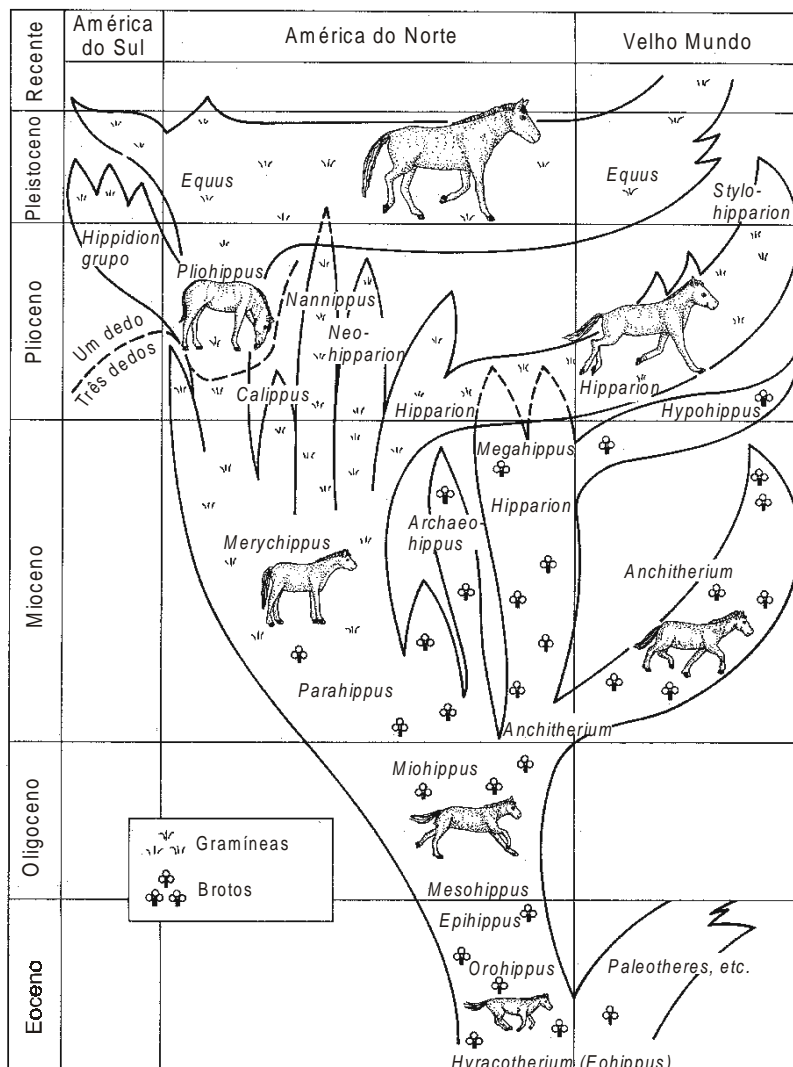 América
do Sul
América do Norte
Velho Mundo
Recente
Pleistoceno
Equus
Equus
Stylo-
hipparion
Hippidion
grupo
Pliohippus
Nannippus
Neo-
hipparion
Plioceno
Um dedo
Três dedos
Calippus
Hipparion
Hipparion
Hypohippus
Megahippus
Hipparion
Archaeo-
hippus
Merychippus
Mioceno
Anchitherium
Parahippus
Anchitherium
Miohippus
Oligoceno
Gramíneas
Brotos
Mesohippus
Epihippus
Orohippus
Paleotheres, etc.
Eoceno
Hyracotherium (Eohippus)